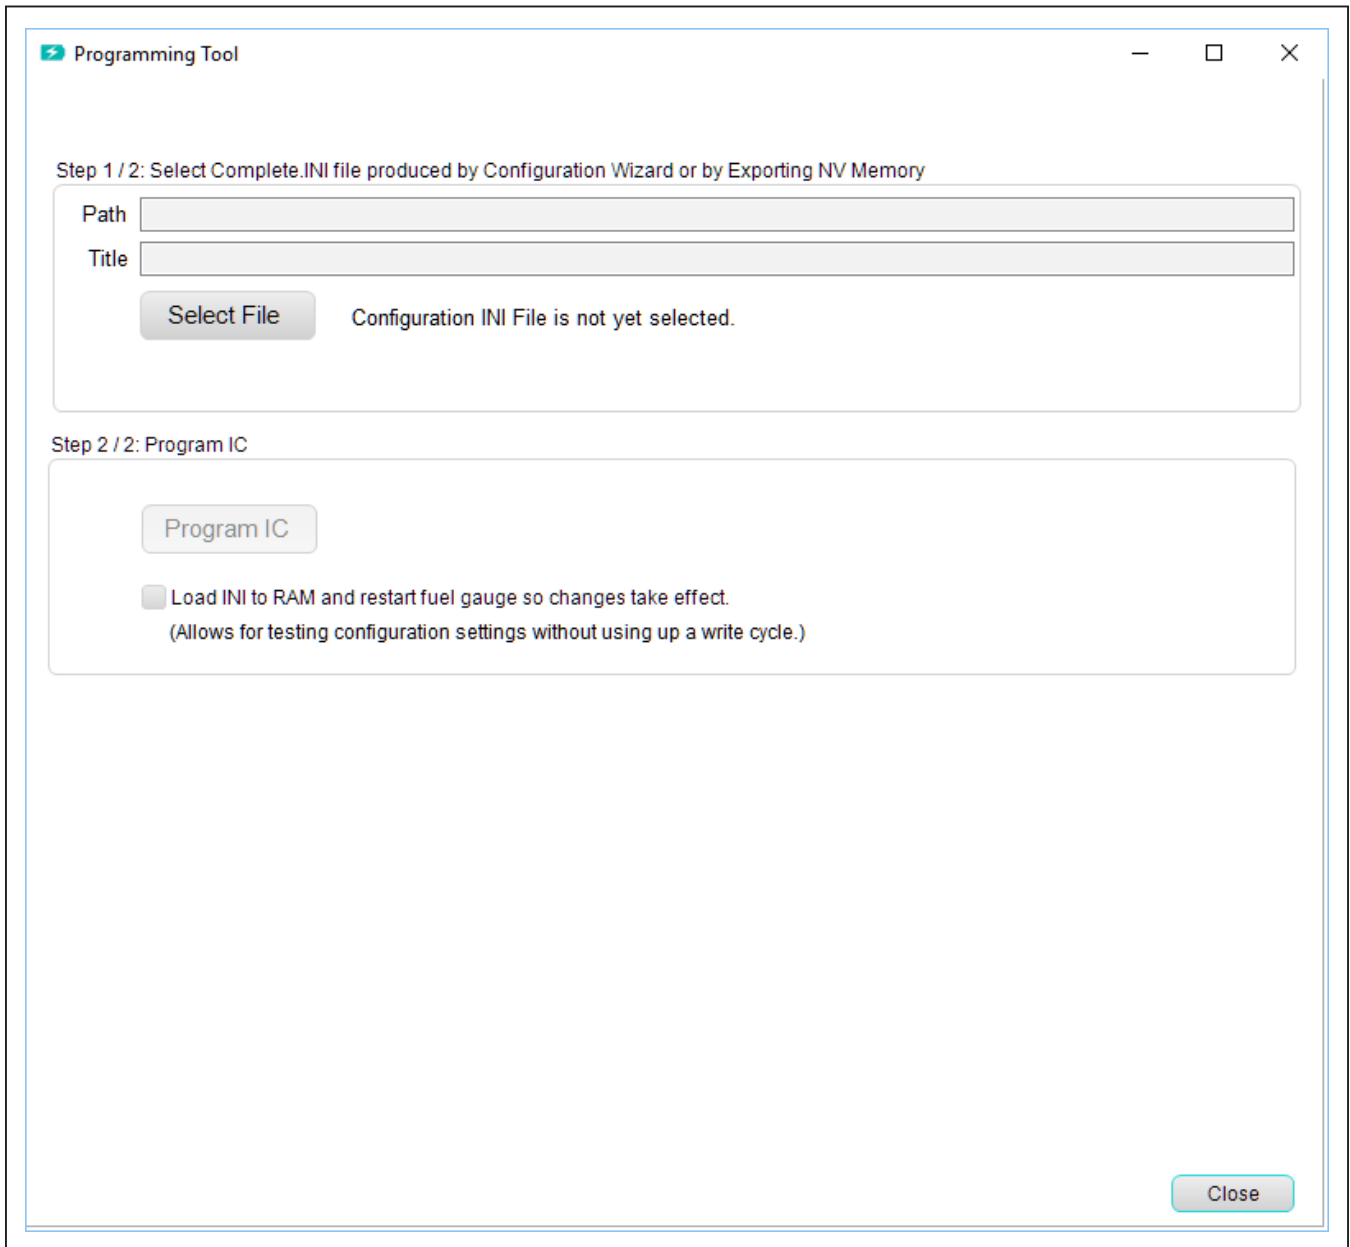 Programming Tool
Step 1 / 2: Select Complete.INI file produced by Configuration Wizard or by Exporting NV Memory
Path
Title
Select File
Configuration INI File is not yet selected.
Step 2 / 2: Program IC
Program IC
Load INI to RAM and restart fuel gauge so changes take effect.
(Allows for testing configuration settings without using up a write cycle.)
Close